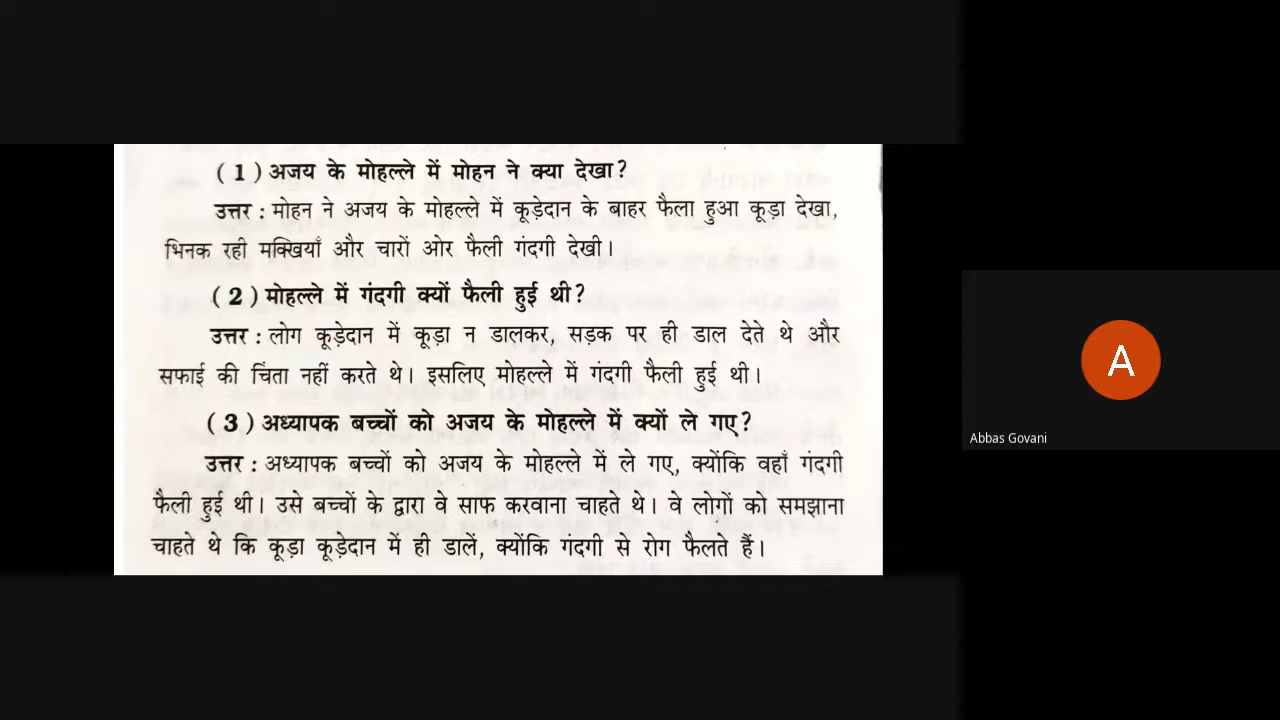 ( 1 ) अजय के मोहल्ले में मोहन ने क्या देखा?
उत्तर : मोहन ने अजय के मोहल्ले में कूड़ेदान के बाहर फैला हुआ कूड़ा देखा,
भिनक रही मक्खियाँ और चारों ओर फैली गंदगी देखी।
( 2 ) मोहल्ले में गंदगी क्यों फैली हुई थी?
उत्तर : लोग कूड़ेदान में कूड़ा न डालकर, सड़क पर ही डाल देते थे और
सफाई की चिंता नहीं करते थे। इसलिए मोहल्ले में गंदगी फैली हुई थी।
( 3 ) अध्यापक बच्चों को अजय के मोहल्ले में क्यों ले गए?
उत्तर : अध्यापक बच्चों को अजय के मोहल्ले में ले गए, क्योंकि वहाँ गंदगी
फैली हुई थी। उसे बच्चों के द्वारा वे साफ करवाना चाहते थे। वे लोगों को समझाना
चाहते थे कि कूड़ा कूड़ेदान में ही डालें, क्योंकि गंदगी से रोग फैलते हैं।
A
Abbas Govani